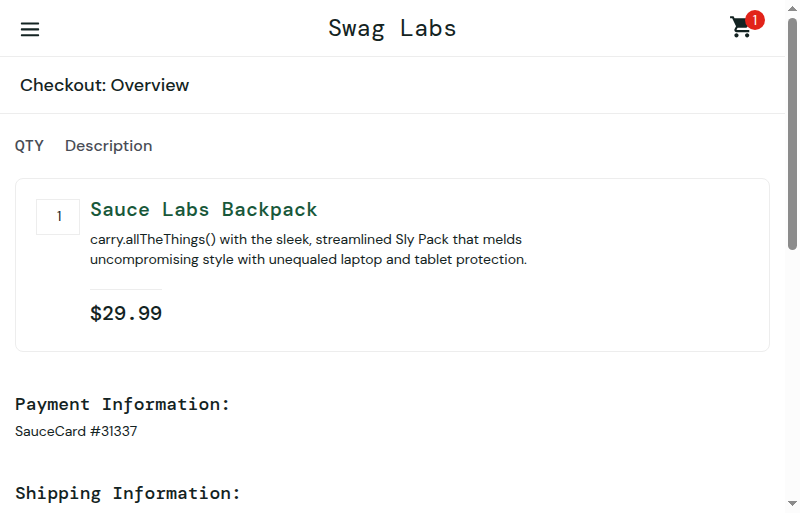 Swag Labs
1
Checkout: Overview
QTY Description
1
Sauce Labs Backpack
carry.allTheThings() with the sleek, streamlined Sly Pack that melds
uncompromising style with unequaled laptop and tablet protection.
$29.99
Payment Information:
SauceCard #31337
Shipping Information: